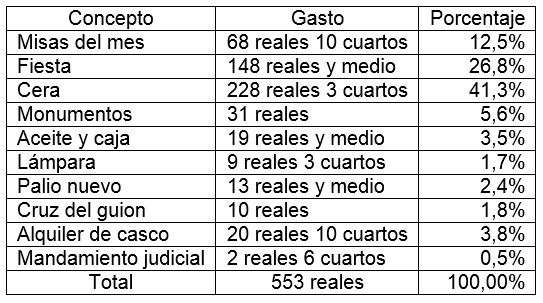 Concepto Gasto Porcentaje
Misas del mes 68 reales 10 cuartos 12,5%
Fiesta 148 reales y medio 26,8%
Cera 228 reales 3 cuartos 41,3%
Monumentos 31 reales 5,6%
Aceite y caja 19 reales y medio 3,5%
Lámpara 9 reales 3 cuartos 1,7%
Palio nuevo 13 reales y medio 2,4%
Cruz del guion 10 reales 1,8%
Alquiler de casco 20 reales 10 cuartos 3,8%
Mandamiento judicial 2 reales 6 cuartos 0,5%
Total 553 reales 100,00%